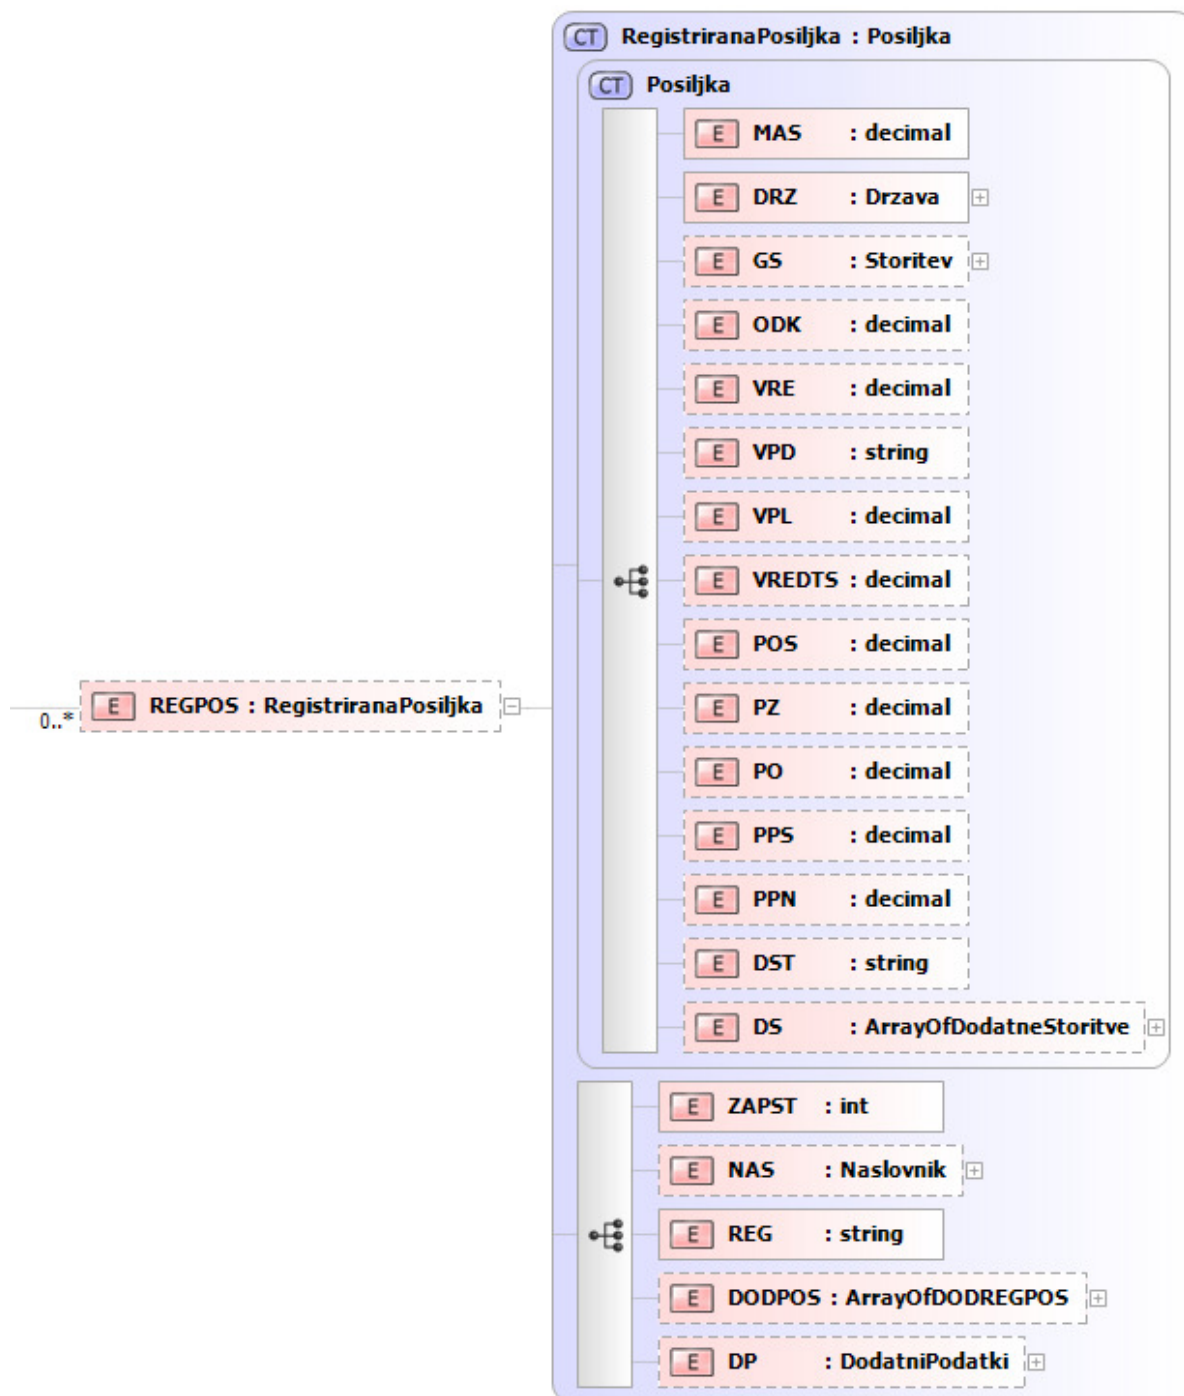 CT RegistriranaPosiljka : Posiljka
CT Posiljka
E MAS : decimal
E DRZ : Drzava
E GS : Storitev
E ODK : decimal
E VRE : decimal
E VPD : string
E VPL : decimal
E VREDTS : decimal
E POS : decimal
E PZ : decimal
E PO : decimal
E PPS : decimal
E PPN : decimal
E DST : string
E DS : ArrayOfDodatneStoritve
0..* E REGPOS : RegistriranaPosiljka
E ZAPST : int
E NAS : Naslovnik
E REG : string
E DODPOS : ArrayOfDODREGPOS
E DP : DodatniPodatki